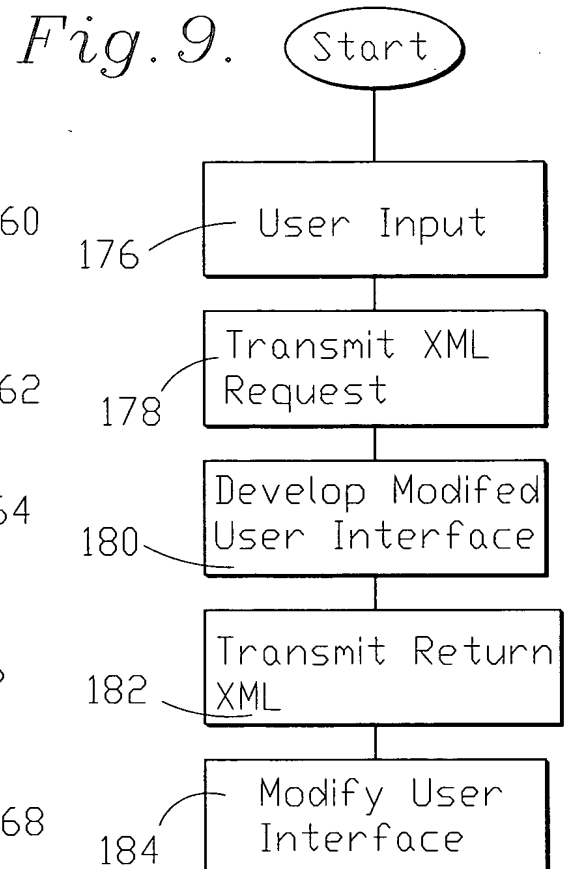 Fig. 9.
Start
60
176
User Input
Transmit XML
Request
62
178
Develop Modifed
User Interface
64
180
Transmit Return
XML
182
Modify User
Interface
68
184